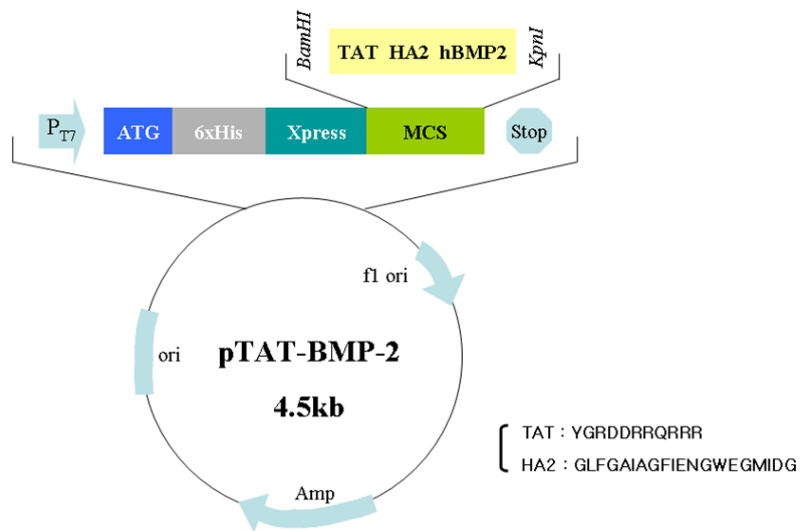 BamHI
TAT HA2 hBMP2
KpnI
PT7
ATG
6xHis
Xpress
MCS
Stop
f1 ori
ori
pTAT-BMP-2
4.5kb
Amp
TAT : YGRDDRRQRRR
HA2 : GLFGAIAGFIENGWEGMIDG